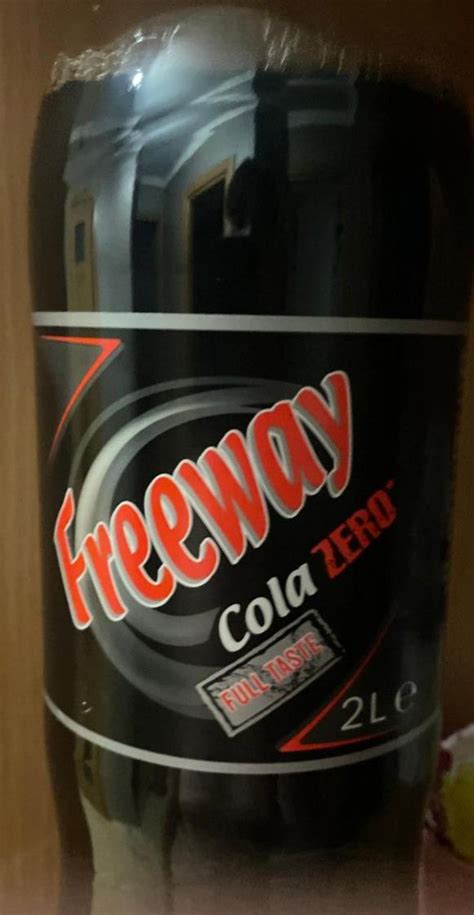 Freeway
Cola ZERO*
FULL TASTE
2L e